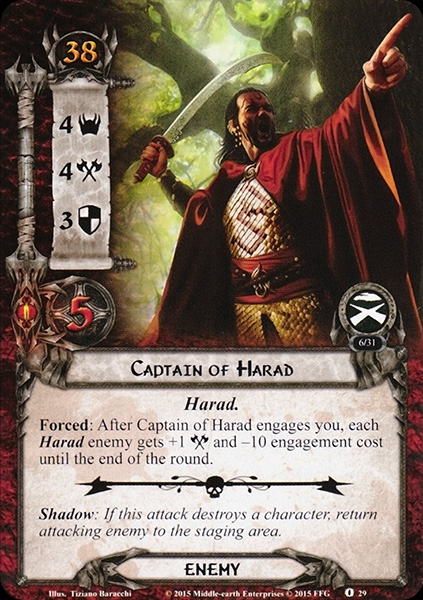 38
4
4
3
5
6/31
Captain of Harad
Harad.
Forced: After Captain of Harad engages you, each
Harad enemy gets +1 and –10 engagement cost
until the end of the round.
Shadow: If this attack destroys a character, return
attacking enemy to the staging area.
ENEMY
Illus. Tiziano Baracchi © 2015 Middle-earth Enterprises © 2015 FFG 29